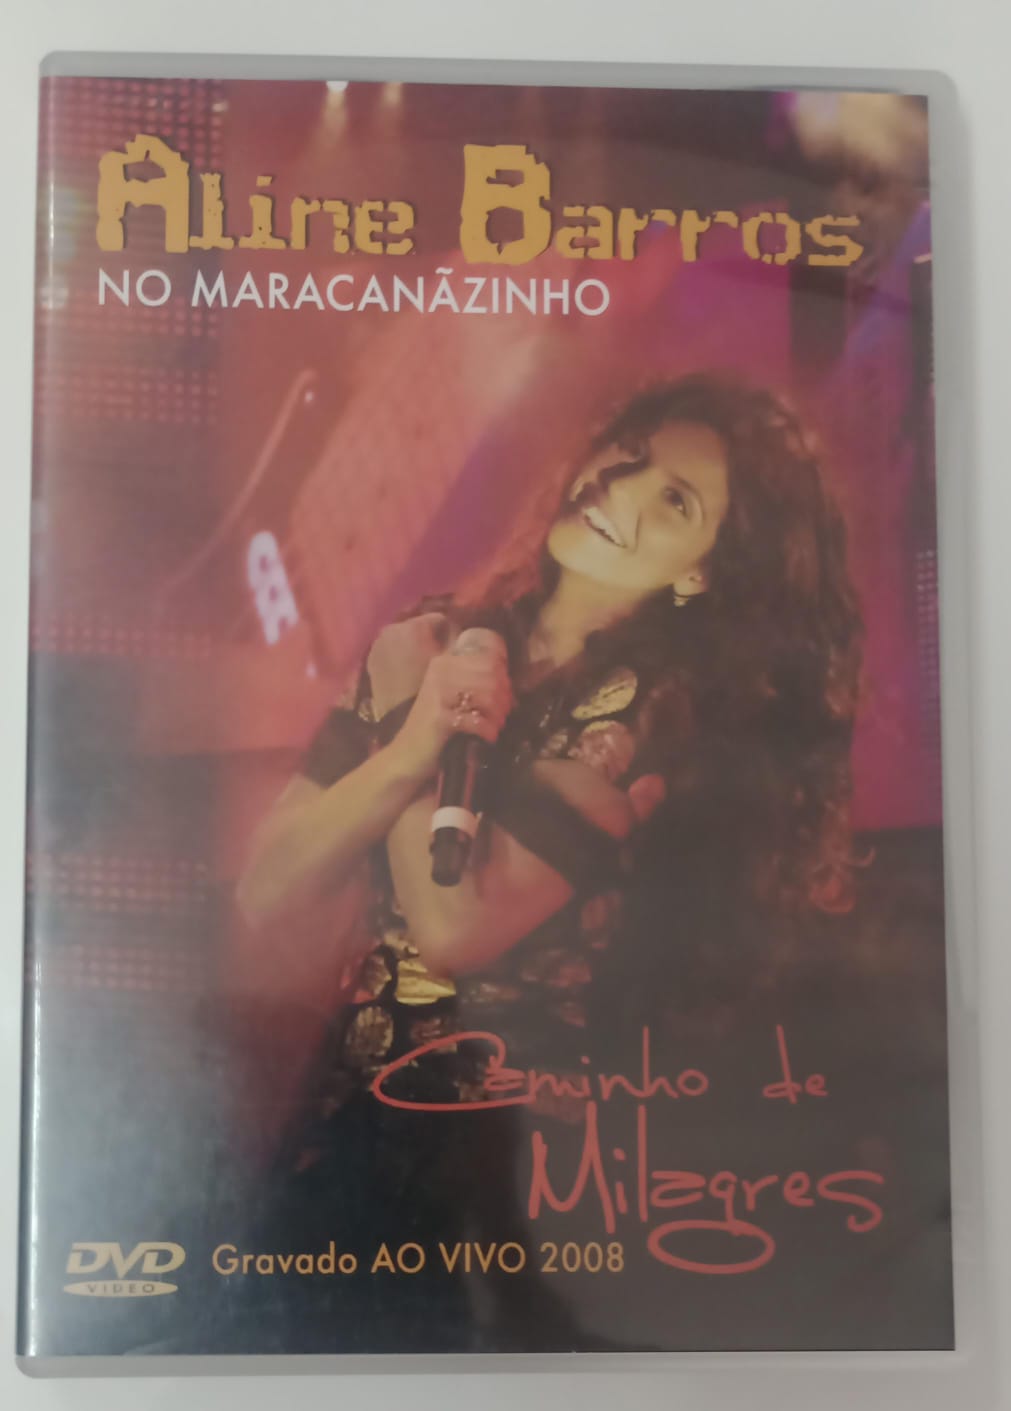 Aline Barros
NO MARACANÃZINHO
Caminho de
Milagres
DVD
VIDEO
Gravado AO VIVO 2008